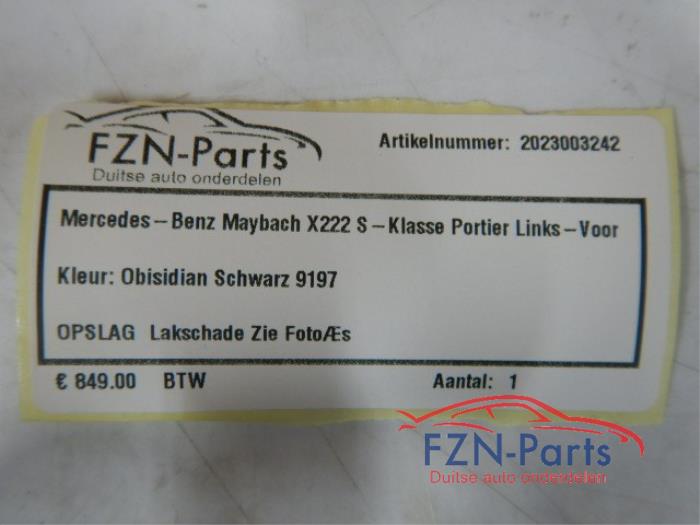 FZN-Parts
Duitse auto onderdelen
Artikelnummer: 2023003242
Mercedes-Benz Maybach X222 S-Klasse Portier Links-Voor
Kleur: Obisidian Schwarz 9197
OPSLAG Lakschade Zie FotoÆs
€ 849.00 BTW
Aantal: 1
FZN-Parts
Duitse auto onderdelen